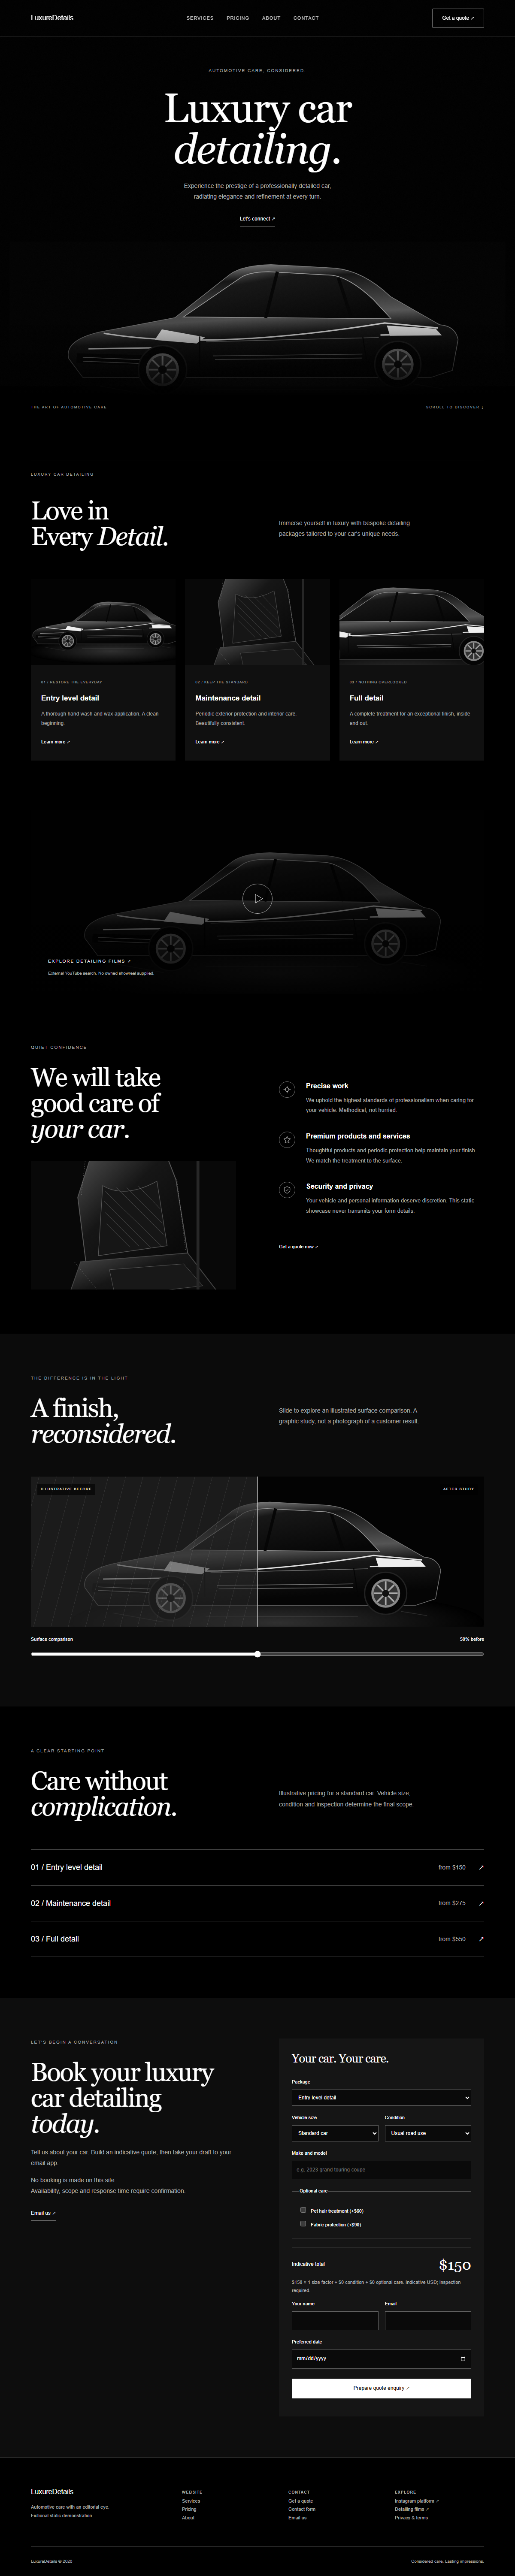 LuxureDetails
SERVICES PRICING ABOUT CONTACT
Get a quote ↗
AUTOMOTIVE CARE, CONSIDERED.
Luxury car
detailing.
Experience the prestige of a professionally detailed car,
radiating elegance and refinement at every turn.
Let's connect ↗
THE ART OF AUTOMOTIVE CARE
SCROLL TO DISCOVER ↓
LUXURY CAR DETAILING
Love in
Every Detail.
Immerse yourself in luxury with bespoke detailing
packages tailored to your car's unique needs.
01 / RESTORE THE EVERYDAY
Entry level detail
A thorough hand wash and wax application. A clean
beginning.
Learn more ↗
02 / KEEP THE STANDARD
Maintenance detail
Periodic exterior protection and interior care.
Beautifully consistent.
Learn more ↗
03 / NOTHING OVERLOOKED
Full detail
A complete treatment for an exceptional finish, inside
and out.
Learn more ↗
EXPLORE DETAILING FILMS ↗
External YouTube search. No owned showreel supplied.
QUIET CONFIDENCE
We will take
good care of
your car.
Precise work
We uphold the highest standards of professionalism when caring for
your vehicle. Methodical, not hurried.
Premium products and services
Thoughtful products and periodic protection help maintain your finish.
We match the treatment to the surface.
Security and privacy
Your vehicle and personal information deserve discretion. This static
showcase never transmits your form details.
Get a quote now ↗
THE DIFFERENCE IS IN THE LIGHT
A finish,
reconsidered.
Slide to explore an illustrated surface comparison. A
graphic study, not a photograph of a customer result.
ILLUSTRATIVE BEFORE
AFTER STUDY
Surface comparison
50% before
A CLEAR STARTING POINT
Care without
complication.
Illustrative pricing for a standard car. Vehicle size,
condition and inspection determine the final scope.
01 / Entry level detail from $150 ↗
02 / Maintenance detail from $275 ↗
03 / Full detail from $550 ↗
LET'S BEGIN A CONVERSATION
Book your luxury
car detailing
today.
Tell us about your car. Build an indicative quote, then take your draft to your
email app.
No booking is made on this site.
Availability, scope and response time require confirmation.
Email us ↗
Your car. Your care.
Package
Entry level detail
Vehicle size Condition
Standard car Usual road use
Make and model
e.g. 2023 grand touring coupe
Optional care
Pet hair treatment (+$60)
Fabric protection (+$90)
Indicative total $150
$150 × 1 size factor + $0 condition + $0 optional care. Indicative USD, inspection
required.
Your name Email
Preferred date
mm/dd/yyyy
Prepare quote enquiry ↗
LuxureDetails
Automotive care with an editorial eye.
Fictional static demonstration.
WEBSITE
Services
Pricing
About
CONTACT
Get a quote
Contact form
Email us
EXPLORE
Instagram platform ↗
Detailing films ↗
Privacy & terms
LuxureDetails © 2026
Considered care. Lasting impressions.